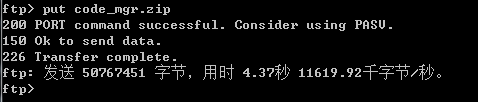 ftp> put code_mgr.zip
200 PORT command successful. Consider using PASV.
150 Ok to send data.
226 Transfer complete.
ftp: 发送 50767451 字节，用时 4.37秒 11619.92千字节/秒。
ftp>